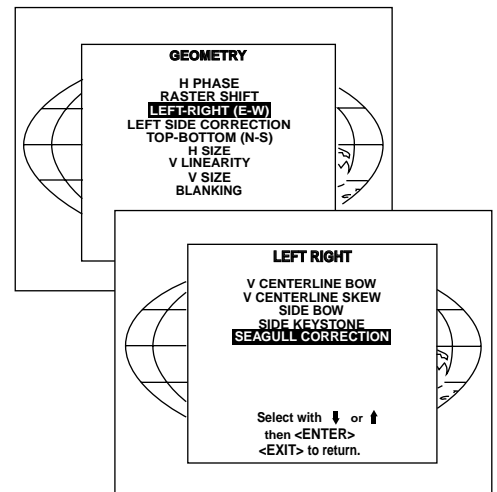 GEOMETRY
H PHASE
RASTER SHIFT
LEFT-RIGHT (E-W)
LEFT SIDE CORRECTION
TOP-BOTTOM (N-S)
H SIZE
V LINEARITY
V SIZE
BLANKING
LEFT RIGHT
V CENTERLINE BOW
V CENTERLINE SKEW
SIDE BOW
SIDE KEYSTONE
SEAGULL CORRECTION
Select with ⬇ or ⬆
then <ENTER>
<EXIT> to return.